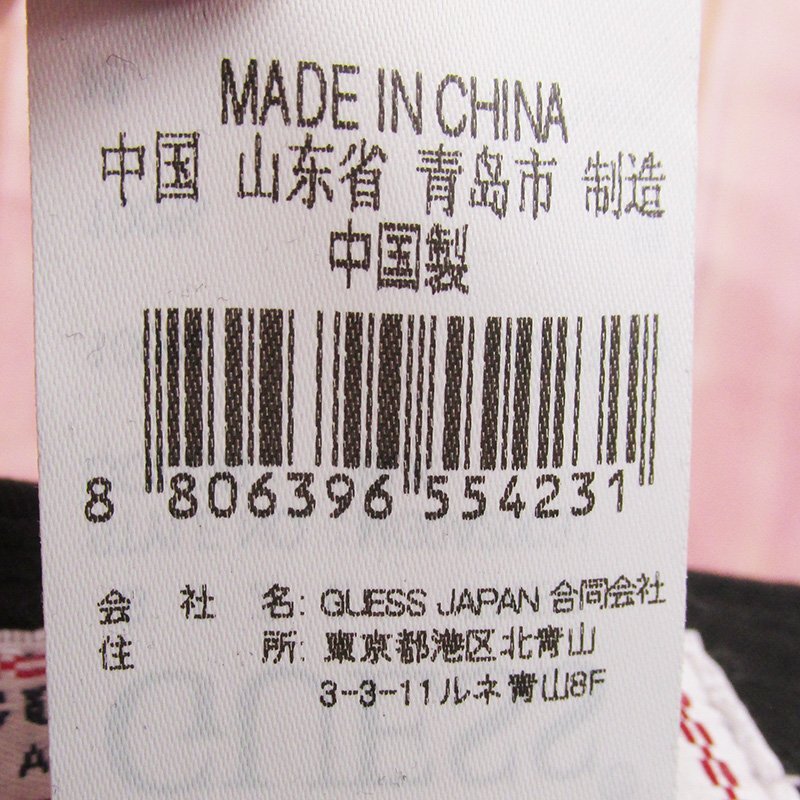 MADE IN CHINA
中国 山东省 青岛市 制造
中国製
8 806396 554231
会社名: GUESS JAPAN 合同会社
住所: 東京都港区北青山
3-3-11ルネ青山8F